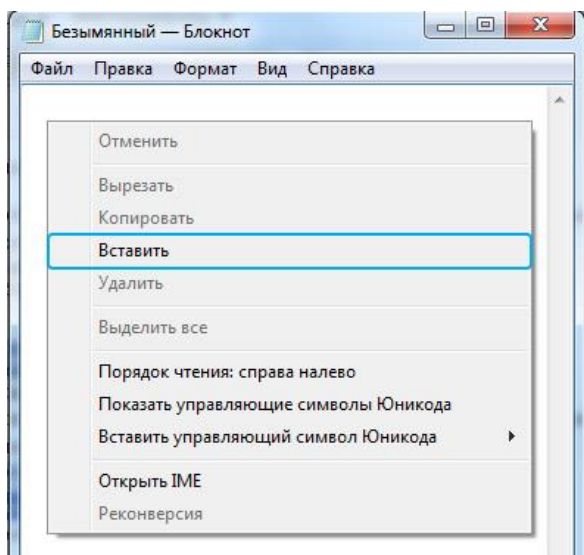 Безымянный — Блокнот
Файл Правка Формат Вид Справка
Отменить
Вырезать
Копировать
Вставить
Удалить
Выделить все
Порядок чтения: справа налево
Показать управляющие символы Юникода
Вставить управляющий символ Юникода
Открыть IME
Реконверсия